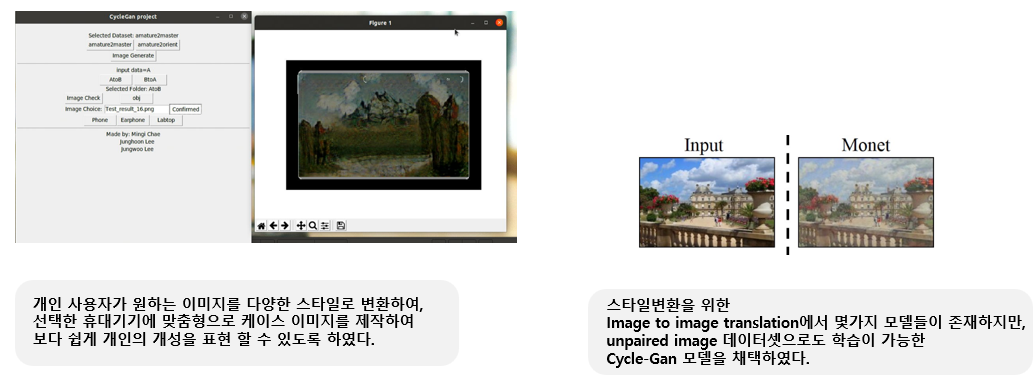 CycleGan project
Selected Dataset: amature2master
amature2master amature2orient
Image Generate
Input data=A
AtoB BtoA
Selected Folder: AtoB
Image Check obj
Image Choice: Test_result_16.png Confirmed
Phone Earphone Labtop
Made by: Mingi Chae
Junghoon Lee
Jungwoo Lee
Figure 1
Input Monet
개인 사용자가 원하는 이미지를 다양한 스타일로 변환하여,
선택한 휴대기기에 맞춤형으로 케이스 이미지를 제작하여
보다 쉽게 개인의 개성을 표현 할 수 있도록 하였다.
스타일변환을 위한
Image to image translation에서 몇가지 모델들이 존재하지만,
unpaired image 데이터셋으로도 학습이 가능한
Cycle-Gan 모델을 채택하였다.